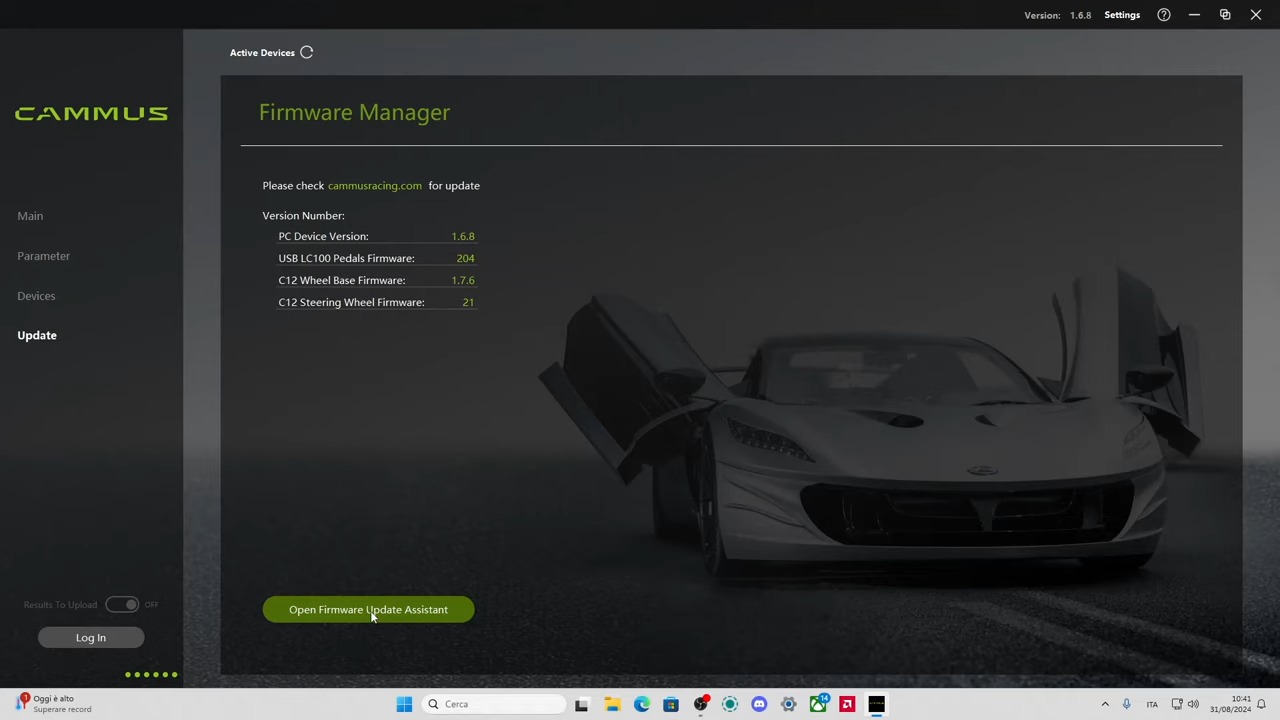 Version: 1.6.8 Settings
Active Devices
CAMMUS
Firmware Manager
Please check cammusracing.com for update
Version Number:
PC Device Version: 1.6.8
USB LC100 Pedals Firmware: 204
C12 Wheel Base Firmware: 1.7.6
C12 Steering Wheel Firmware: 21
Main
Parameter
Devices
Update
Open Firmware Update Assistant
Results To Upload OFF
Log In
1
Oggi è alto
Superare record
Cerca
14
ITA
10:41
31/08/2024